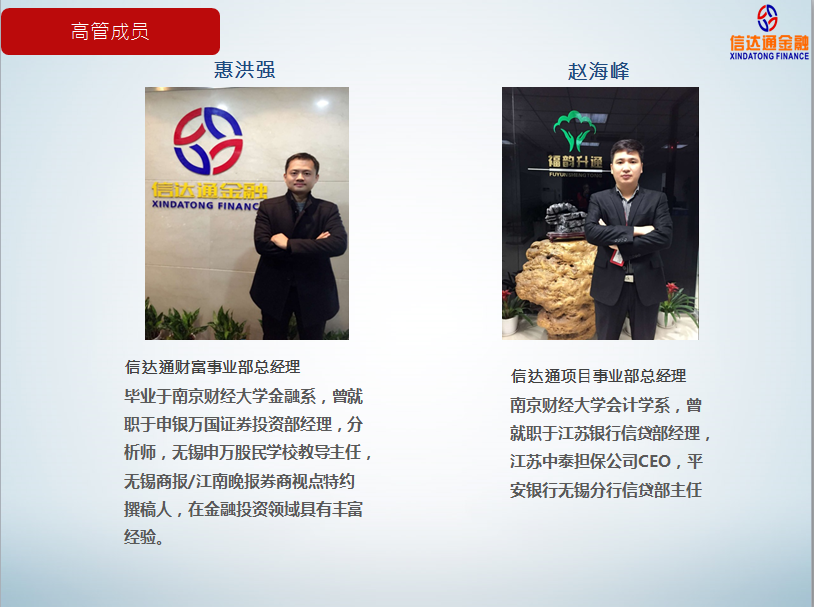 高管成员
信达通金融
XINDATONG FINANCE
惠洪强
赵海峰
信达通金融
XINDATONG FINANC
福韵升通
FUYUNSHENGTONG
信达通财富事业部总经理
毕业于南京财经大学金融系，曾就
职于申银万国证券投资部经理，分
析师，无锡申万股民学校教导主任，
无锡商报/江南晚报券商视点特约
撰稿人，在金融投资领域具有丰富
经验。
信达通项目事业部总经理
南京财经大学会计学系，曾
就职于江苏银行信贷部经理，
江苏中泰担保公司CEO，平
安银行无锡分行信贷部主任